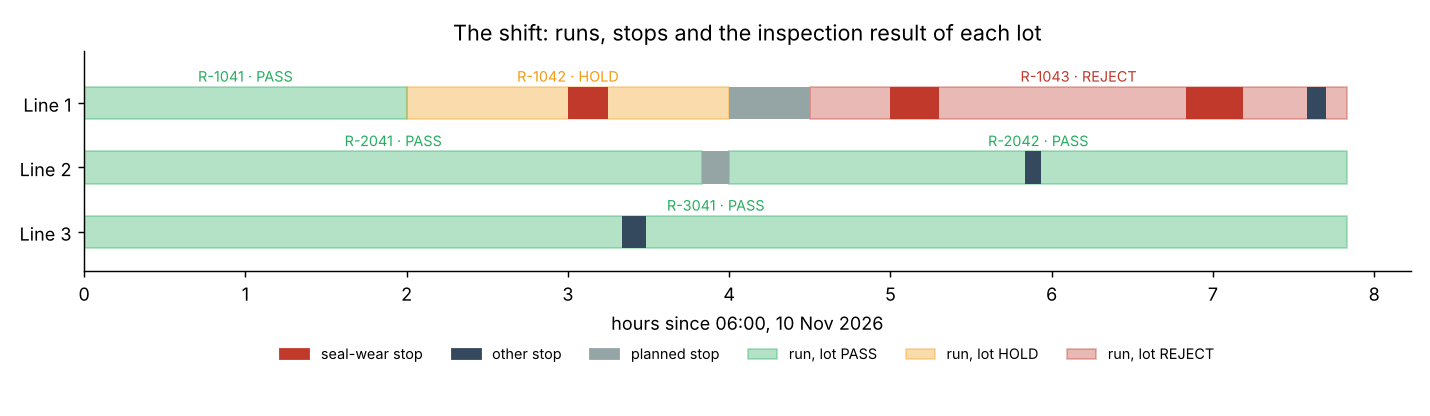 The shift: runs, stops and the inspection result of each lot
R-1041 · PASS R-1042 · HOLD R-1043 · REJECT
Line 1
R-2041 · PASS R-2042 · PASS
Line 2
R-3041 · PASS
Line 3
0 1 2 3 4 5 6 7 8
hours since 06:00, 10 Nov 2026
seal-wear stop other stop planned stop run, lot PASS run, lot HOLD run, lot REJECT